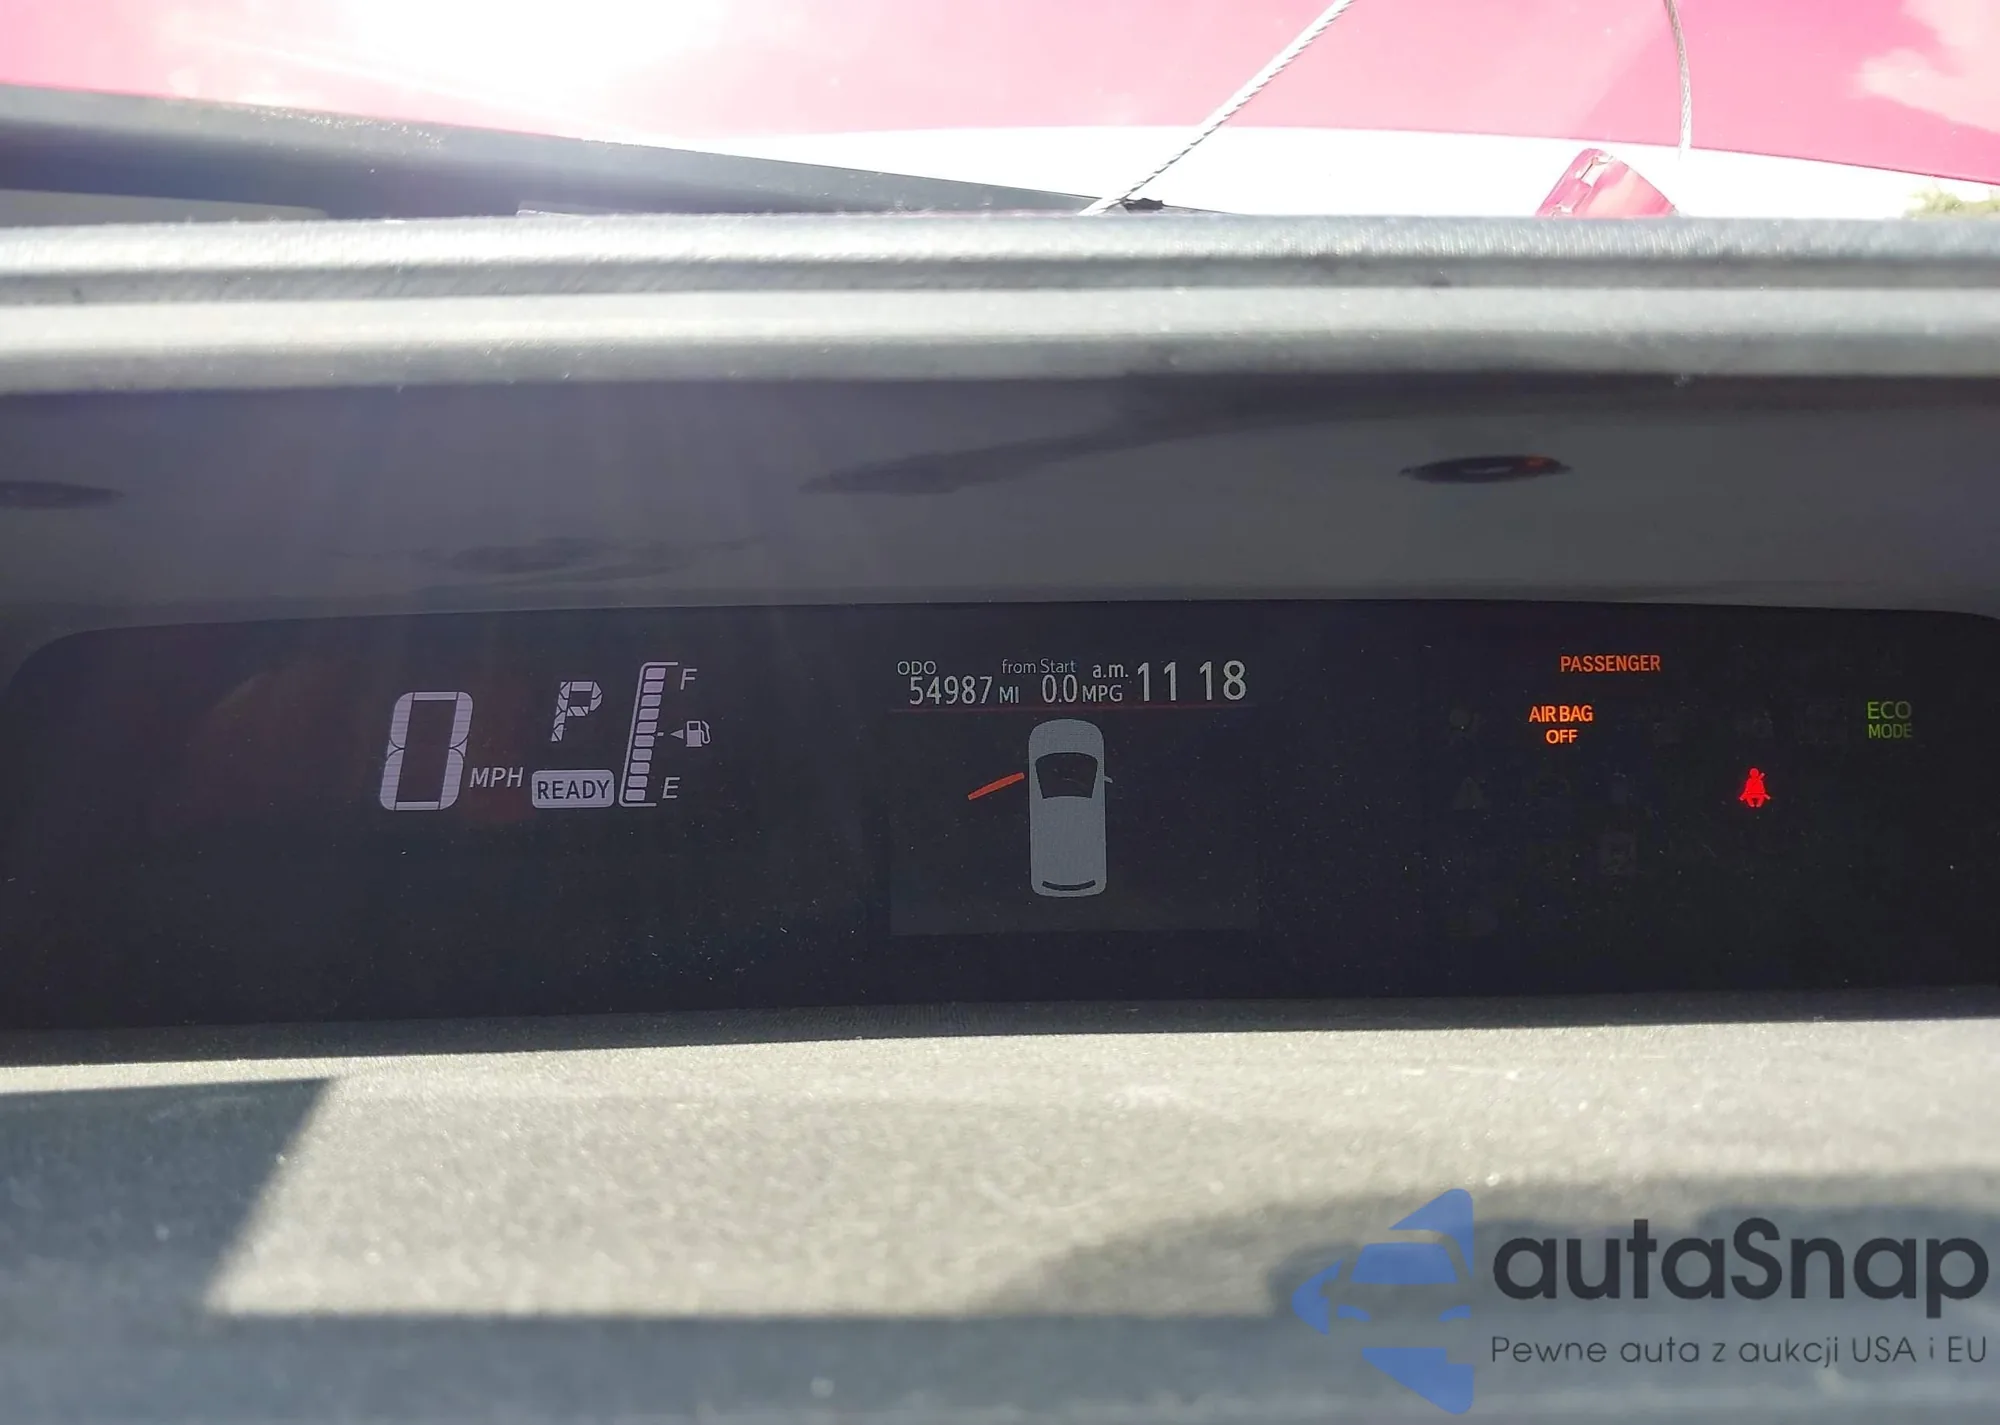 0 MPH
P
READY
F
E
ODO
54987 MI
from Start
0.0 MPG
a.m. 11 18
PASSENGER
AIR BAG
OFF
ECO
MODE
autaSnap
Pewne auta z aukcji USA i EU